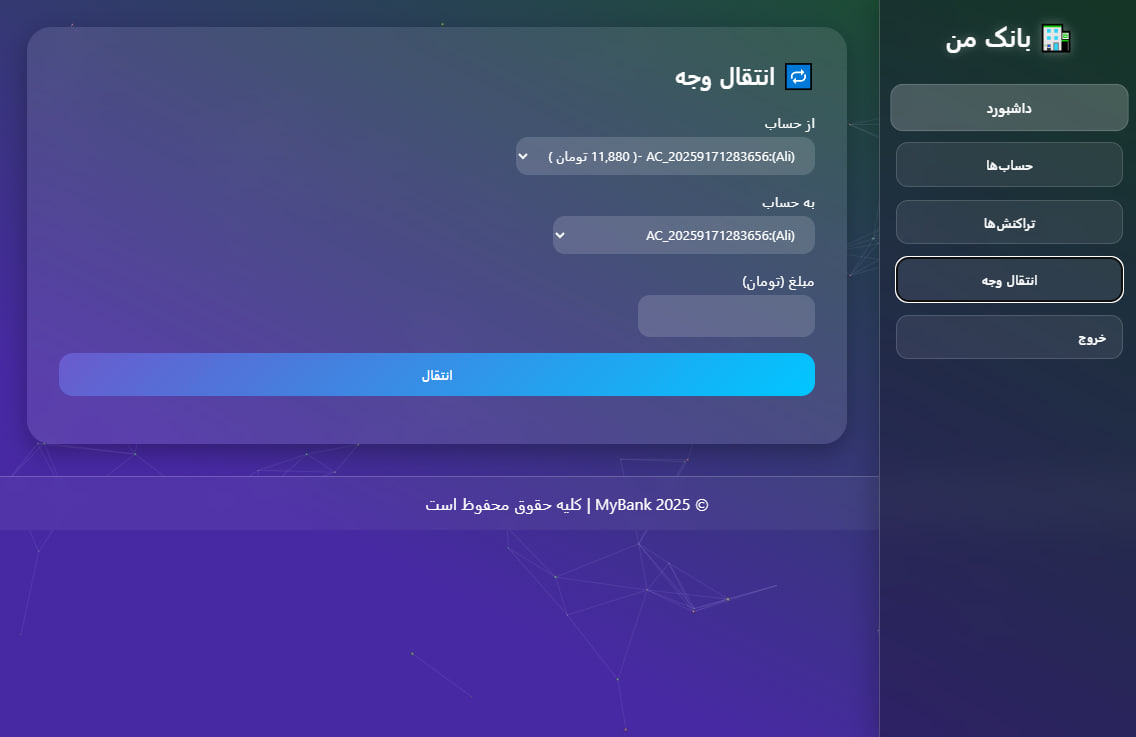 بانک من
داشبورد
حساب‌ها
تراکنش‌ها
انتقال وجه
خروج
انتقال وجه
از حساب
AC_20259171283656:(Ali) -( 11,880 تومان )
به حساب
AC_20259171283656:(Ali)
مبلغ (تومان)
انتقال
© 2025 MyBank | کلیه حقوق محفوظ است